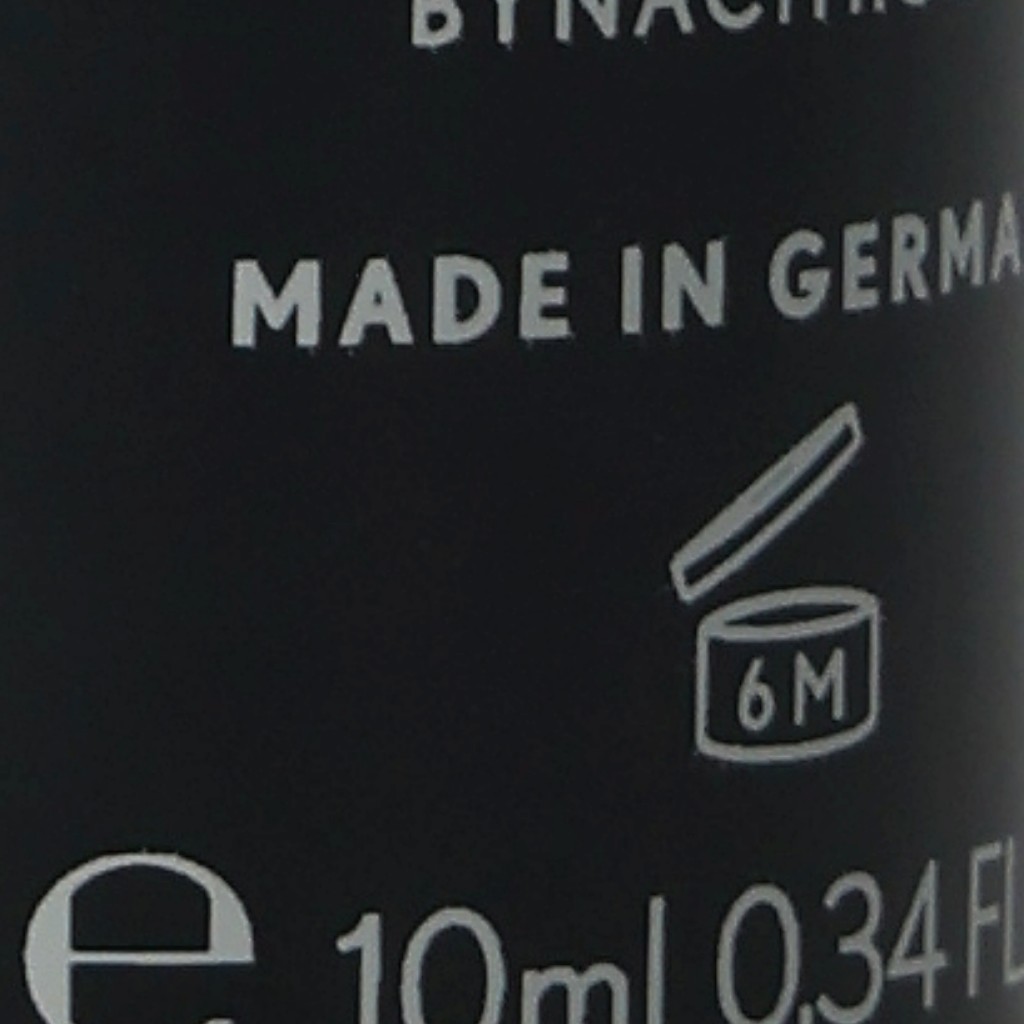 MADE IN GERMA
6M
e 10ml 0,34 FL